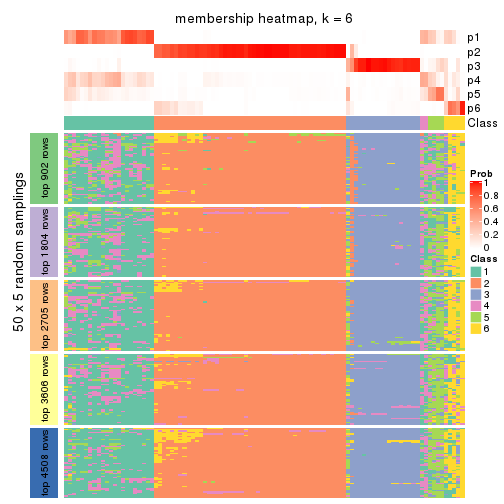 membership heatmap, k = 6
p1
p2
p3
p4
p5
p6
Class
50 x 5 random samplings
top 902 rows
top 1804 rows
top 2705 rows
top 3606 rows
top 4508 rows
Prob
1
0.8
0.6
0.4
0.2
0
Class
1
2
3
4
5
6